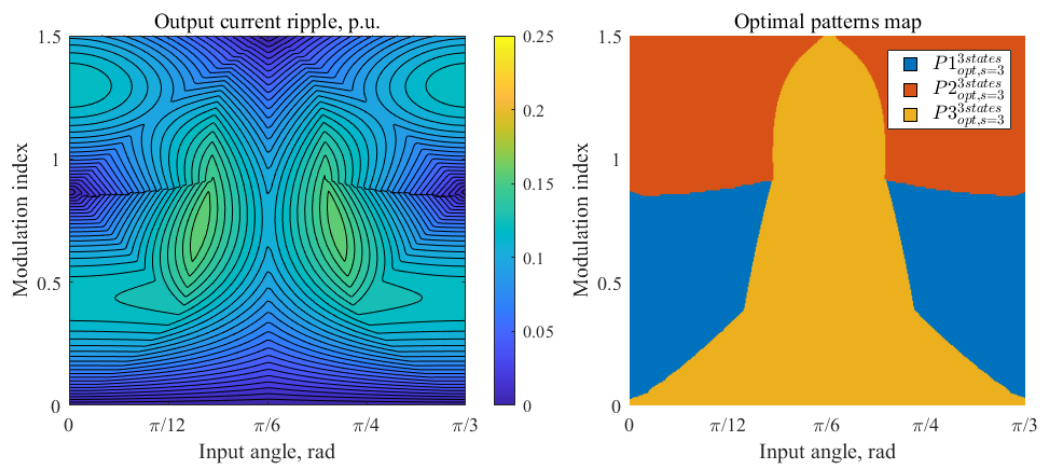 Output current ripple, p.u.
1.5
1
0.5
0
Modulation index
0
π/12
π/6
π/4
π/3
Input angle, rad
0.25
0.2
0.15
0.1
0.05
0
Optimal patterns map
1.5
1
0.5
0
Modulation index
0
π/12
π/6
π/4
π/3
Input angle, rad
P1^{3states}_{opt,s=3}
P2^{3states}_{opt,s=3}
P3^{3states}_{opt,s=3}